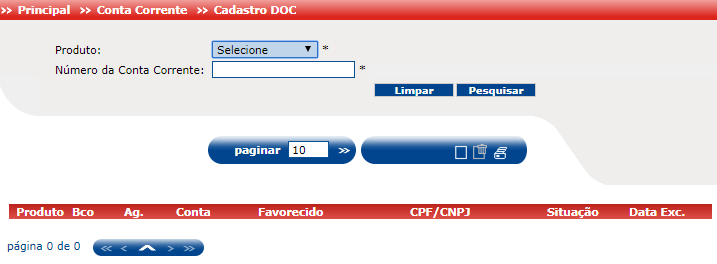 >> Principal >> Conta Corrente >> Cadastro DOC
Produto: Selecione *
Número da Conta Corrente: *
Limpar Pesquisar
paginar 10 >>
Produto Bco Ag. Conta Favorecido CPF/CNPJ Situação Data Exc.
página 0 de 0 << < > >>